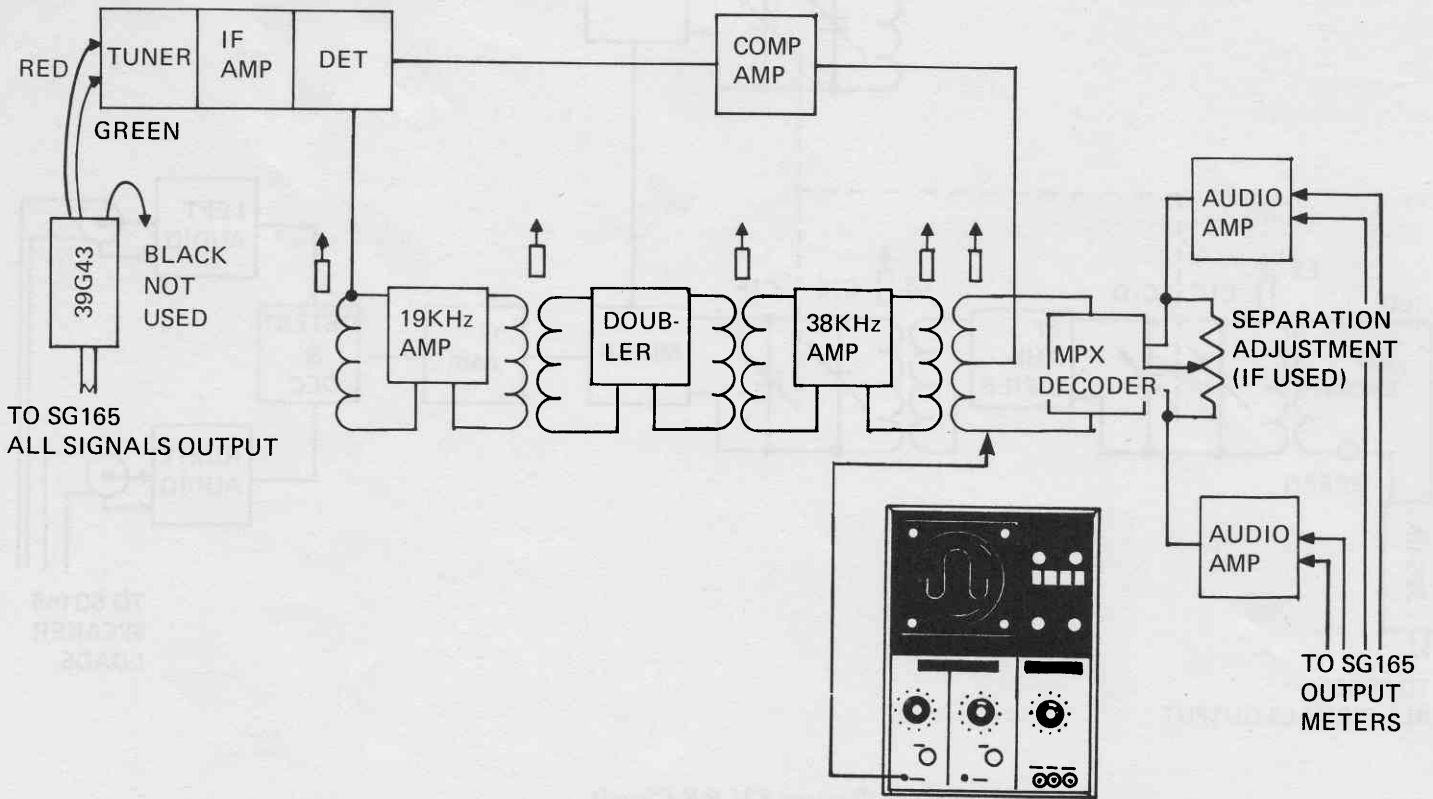 RED
TUNER
IF
AMP
DET
COMP
AMP
GREEN
39G43
BLACK
NOT
USED
TO SG165
ALL SIGNALS OUTPUT
19KHz
AMP
DOUB-
LER
38KHz
AMP
MPX
DECODER
AUDIO
AMP
SEPARATION
ADJUSTMENT
(IF USED)
AUDIO
AMP
TO SG165
OUTPUT
METERS